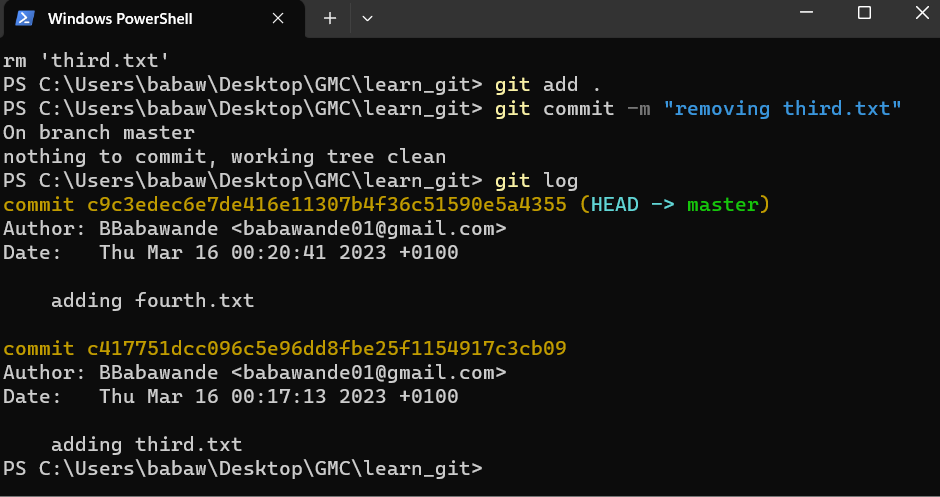 Windows PowerShell
rm 'third.txt'
PS C:\Users\babaw\Desktop\GMC\learn_git> git add .
PS C:\Users\babaw\Desktop\GMC\learn_git> git commit -m "removing third.txt"
On branch master
nothing to commit, working tree clean
PS C:\Users\babaw\Desktop\GMC\learn_git> git log
commit c9c3edec6e7de416e11307b4f36c51590e5a4355 (HEAD -> master)
Author: BBabawande <babawande01@gmail.com>
Date:   Thu Mar 16 00:20:41 2023 +0100
    adding fourth.txt
commit c417751dcc096c5e96dd8fbe25f1154917c3cb09
Author: BBabawande <babawande01@gmail.com>
Date:   Thu Mar 16 00:17:13 2023 +0100
    adding third.txt
PS C:\Users\babaw\Desktop\GMC\learn_git>